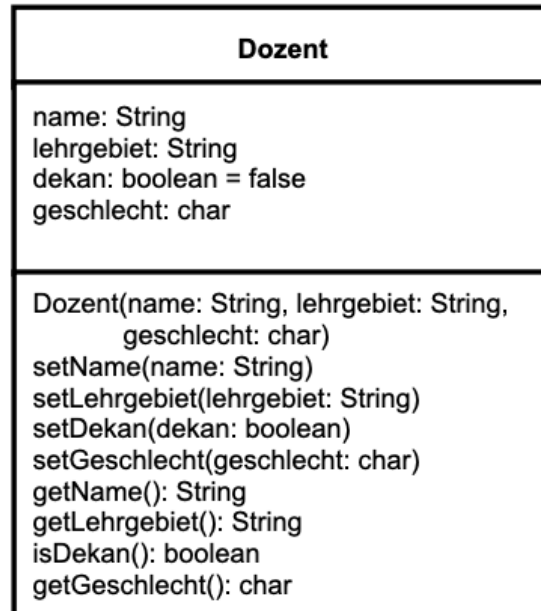 Dozent
name: String
lehrgebiet: String
dekan: boolean = false
geschlecht: char
Dozent(name: String, lehrgebiet: String,
geschlecht: char)
setName(name: String)
setLehrgebiet(lehrgebiet: String)
setDekan(dekan: boolean)
setGeschlecht(geschlecht: char)
getName(): String
getLehrgebiet(): String
isDekan(): boolean
getGeschlecht(): char